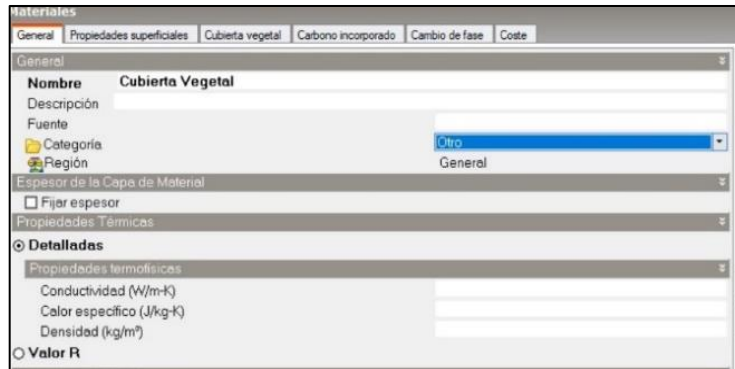 Materiales
General Propiedades superficiales Cubierta vegetal Carbono incorporado Cambio de fase Coste
General
Nombre Cubierta Vegetal
Descripción
Fuente
Categoría Otro
Región General
Espesor de la Capa de Material
Fijar espesor
Propiedades Térmicas
Detalladas
Propiedades termofísicas
Conductividad (W/m-K)
Calor específico (J/kg-K)
Densidad (kg/m³)
Valor R